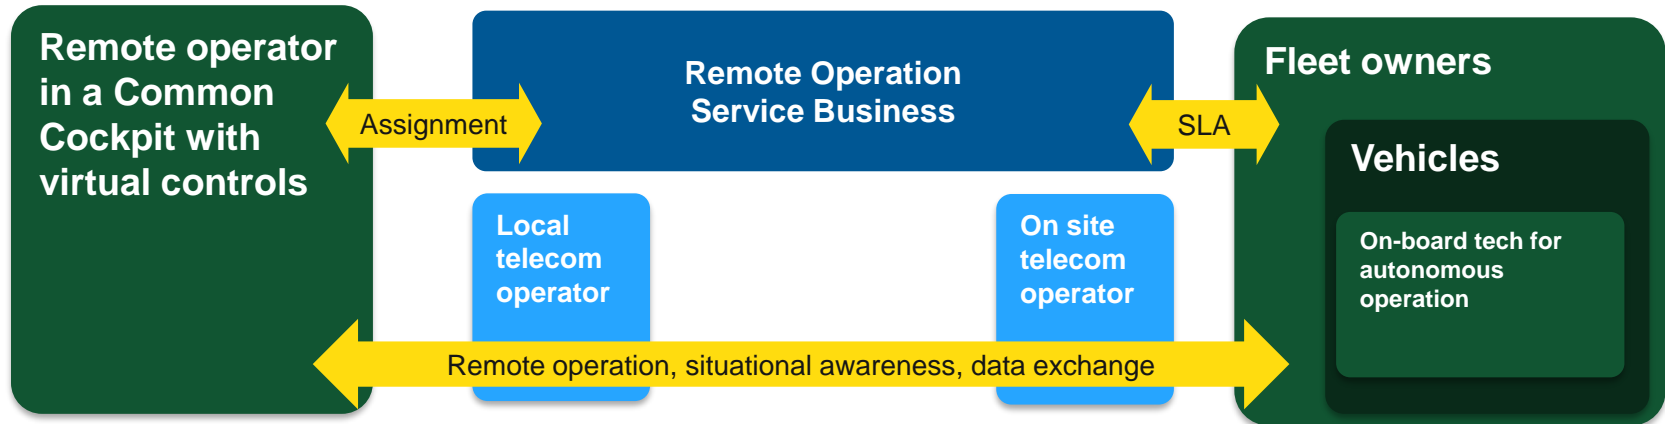 Remote operator
in a Common
Cockpit with
virtual controls
Assignment
Remote Operation
Service Business
SLA
Fleet owners
Vehicles
On-board tech for
autonomous
operation
Local
telecom
operator
On site
telecom
operator
Remote operation, situational awareness, data exchange